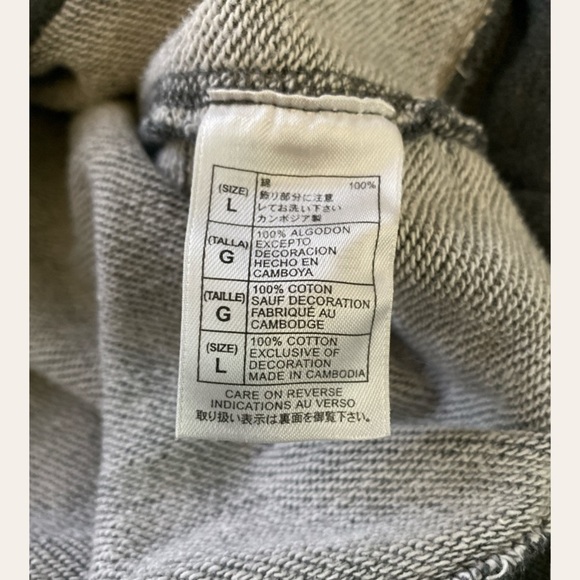 (SIZE)
L
綿 100%
飾り部分に注意
してお洗い下さい
カンボジア製
(TALLA)
G
100% ALGODON
EXCEPTO
DECORACION
HECHO EN
CAMBOYA
(TAILLE)
G
100% COTON
SAUF DECORATION
FABRIQUÉ AU
CAMBODGE
(SIZE)
L
100% COTTON
EXCLUSIVE OF
DECORATION
MADE IN CAMBODIA
CARE ON REVERSE
INDICATIONS AU VERSO
取り扱い表示は裏面を御覧下さい。